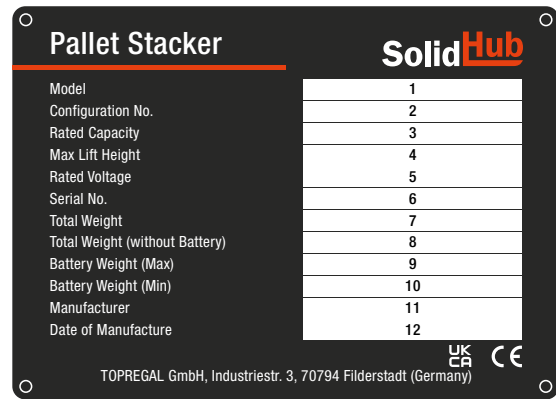 Pallet Stacker
SolidHub
Model 1
Configuration No. 2
Rated Capacity 3
Max Lift Height 4
Rated Voltage 5
Serial No. 6
Total Weight 7
Total Weight (without Battery) 8
Battery Weight (Max) 9
Battery Weight (Min) 10
Manufacturer 11
Date of Manufacture 12
UK
CA CE
TOPREGAL GmbH, Industriestr. 3, 70794 Filderstadt (Germany)